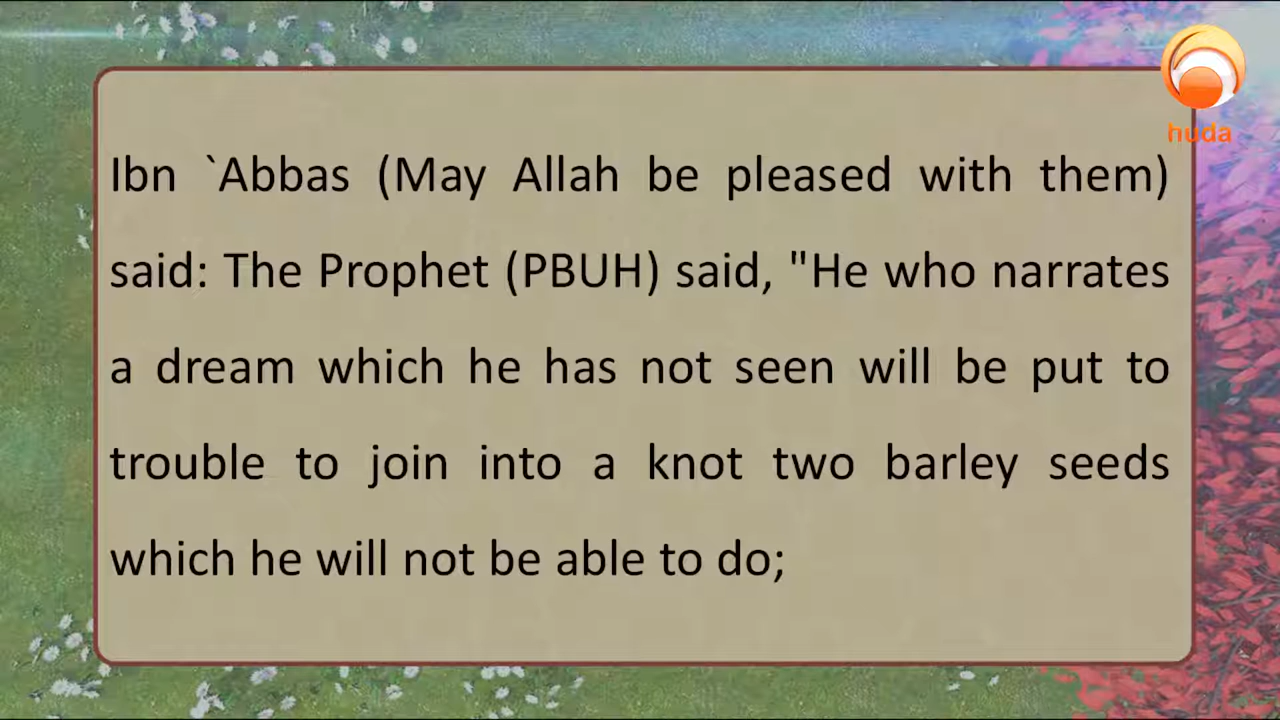 huda
Ibn `Abbas (May Allah be pleased with them)
said: The Prophet (PBUH) said, "He who narrates
a dream which he has not seen will be put to
trouble to join into a knot two barley seeds
which he will not be able to do;